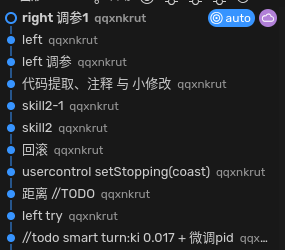 right 调参1 qqxnkrut auto
left qqxnkrut
left 调参 qqxnkrut
代码提取、注释 与 小修改 qqxnkrut
skill2-1 qqxnkrut
skill2 qqxnkrut
回滚 qqxnkrut
usercontrol setStopping(coast) qqxnkrut
距离 //TODO qqxnkrut
left try qqxnkrut
//todo smart turn:ki 0.017 + 微调pid qqx...